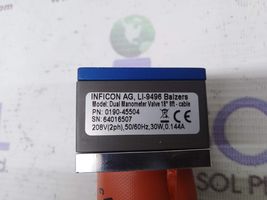 INFICON AG, LI-9496 Balzers
Model: Dual Manometer Valve 18" 8ft - cable
PN: 0190-45504
SN: 64016507
208V(2ph), 50/60Hz, 30W, 0.144A
SOL P